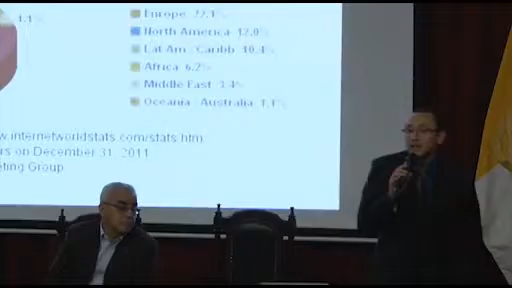 1.1%
Europe 22.1%
North America 12.0%
Lat Am / Caribb 10.4%
Africa 6.2%
Middle East 3.4%
Oceania / Australia 1.1%
w.internetworldstats.com/stats.htm
rs on December 31, 2011
eting Group